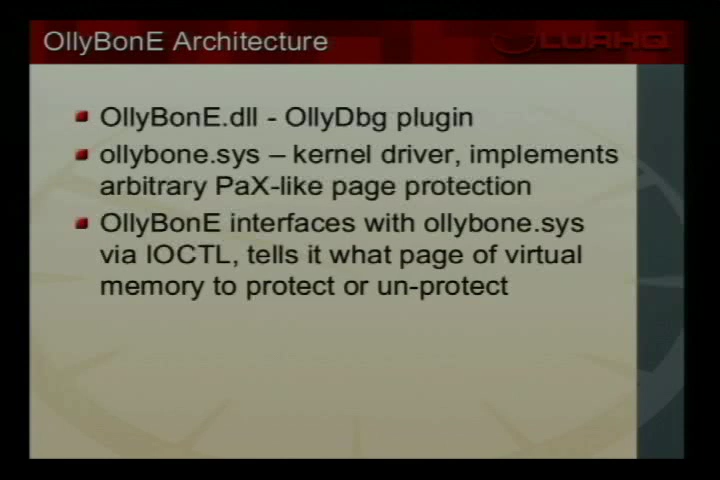 OllyBonE Architecture
LURHQ
OllyBonE.dll - OllyDbg plugin
ollybone.sys – kernel driver, implements
arbitrary PaX-like page protection
OllyBonE interfaces with ollybone.sys
via IOCTL, tells it what page of virtual
memory to protect or un-protect